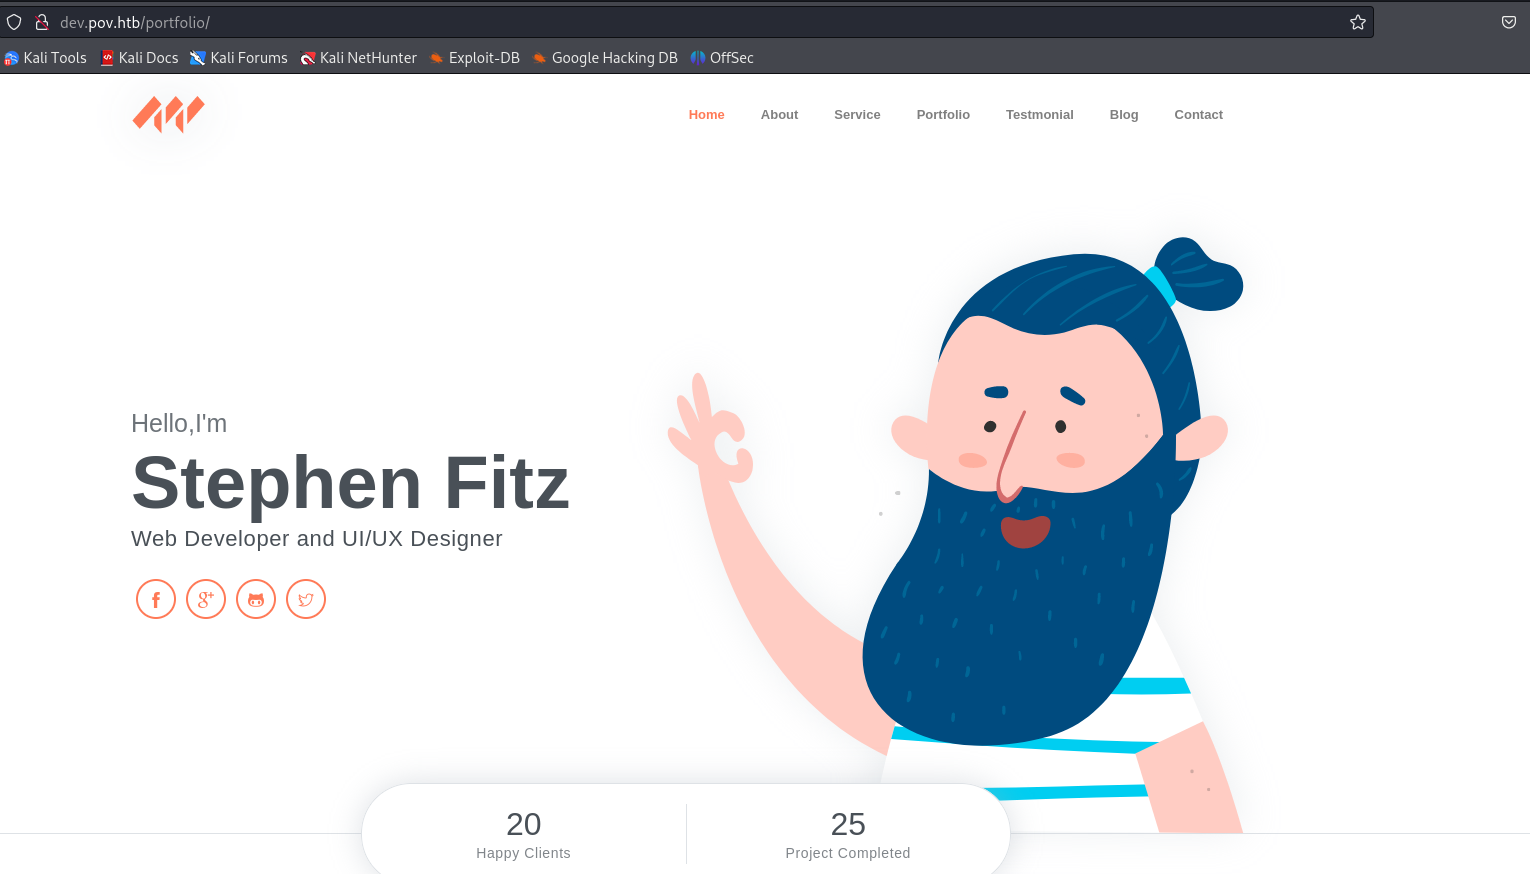 dev.pov.htb/portfolio/
Kali Tools Kali Docs Kali Forums Kali NetHunter Exploit-DB Google Hacking DB OffSec
Home About Service Portfolio Testmonial Blog Contact
Hello,I'm
Stephen Fitz
Web Developer and UI/UX Designer
20 25
Happy Clients Project Completed